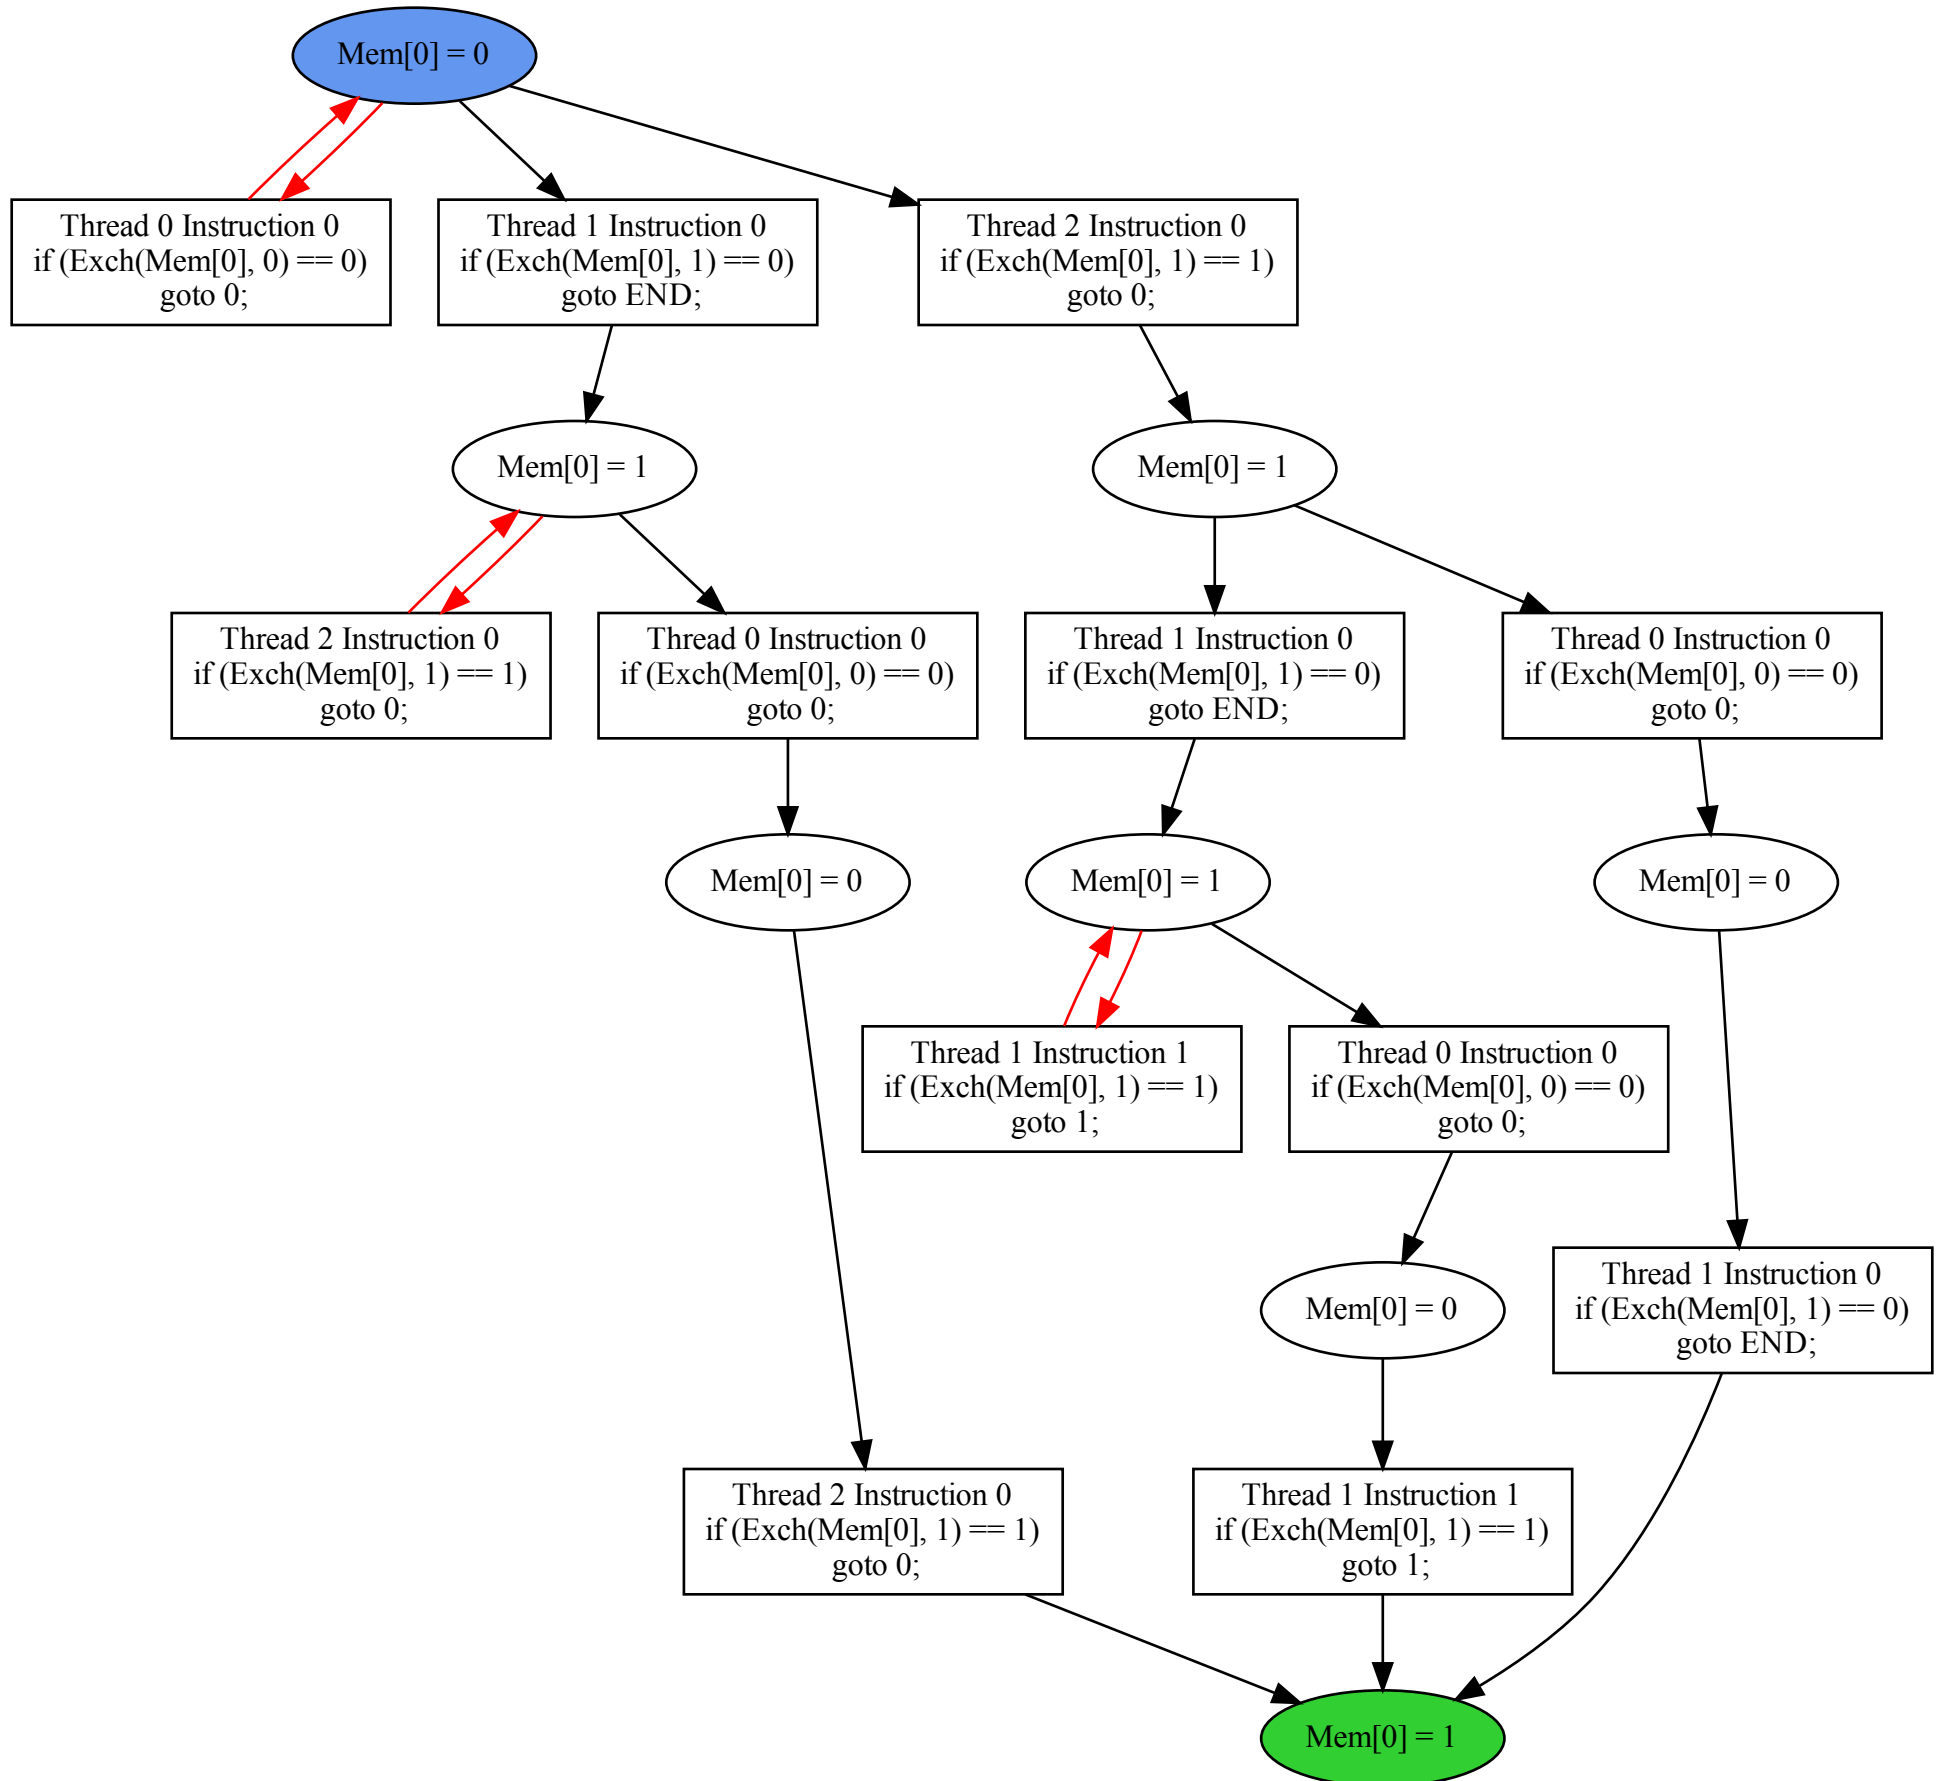 Mem[0] = 0
Thread 0 Instruction 0
if (Exch(Mem[0], 0) == 0)
goto 0;
Thread 1 Instruction 0
if (Exch(Mem[0], 1) == 0)
goto END;
Thread 2 Instruction 0
if (Exch(Mem[0], 1) == 1)
goto 0;
Mem[0] = 1
Mem[0] = 1
Thread 2 Instruction 0
if (Exch(Mem[0], 1) == 1)
goto 0;
Thread 0 Instruction 0
if (Exch(Mem[0], 0) == 0)
goto 0;
Thread 1 Instruction 0
if (Exch(Mem[0], 1) == 0)
goto END;
Thread 0 Instruction 0
if (Exch(Mem[0], 0) == 0)
goto 0;
Mem[0] = 0
Mem[0] = 1
Mem[0] = 0
Thread 1 Instruction 1
if (Exch(Mem[0], 1) == 1)
goto 1;
Thread 0 Instruction 0
if (Exch(Mem[0], 0) == 0)
goto 0;
Mem[0] = 0
Thread 1 Instruction 0
if (Exch(Mem[0], 1) == 0)
goto END;
Thread 2 Instruction 0
if (Exch(Mem[0], 1) == 1)
goto 0;
Thread 1 Instruction 1
if (Exch(Mem[0], 1) == 1)
goto 1;
Mem[0] = 1